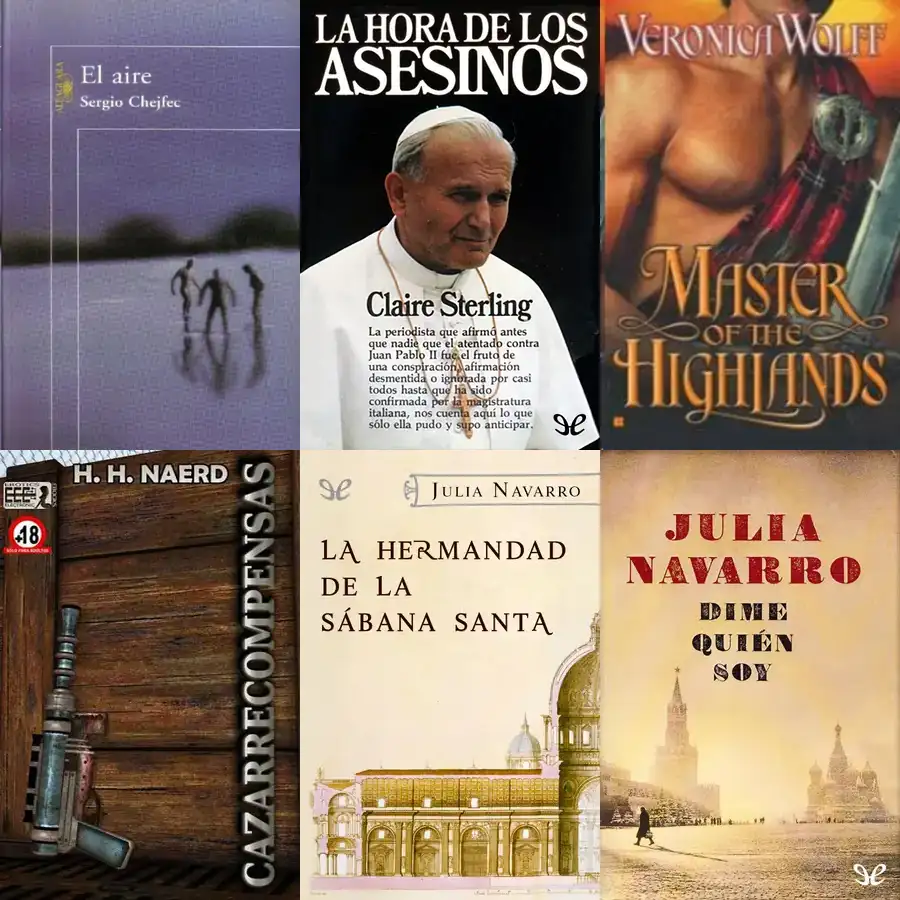 El aire
Sergio Chejfec
ALFAGUARA
LA HORA DE LOS
ASESINOS
Claire Sterling
La periodista que afirmó antes
que nadie que el atentado contra
Juan Pablo II fue el fruto de
una conspiración, afirmación
desmentida o ignorada por casi
todos hasta que ha sido
confirmada por la magistratura
italiana, nos cuenta aquí lo que
sólo ella pudo y supo anticipar.
VERONICA WOLFF
MASTER
OF THE
HIGHLANDS
H. H. NAERD
+18
SOLO PARA ADULTOS
CAZARRECOMPENSAS
JULIA NAVARRO
LA HERMANDAD
DE LA
SÁBANA SANTA
JULIA
NAVARRO
DIME
QUIÉN
SOY